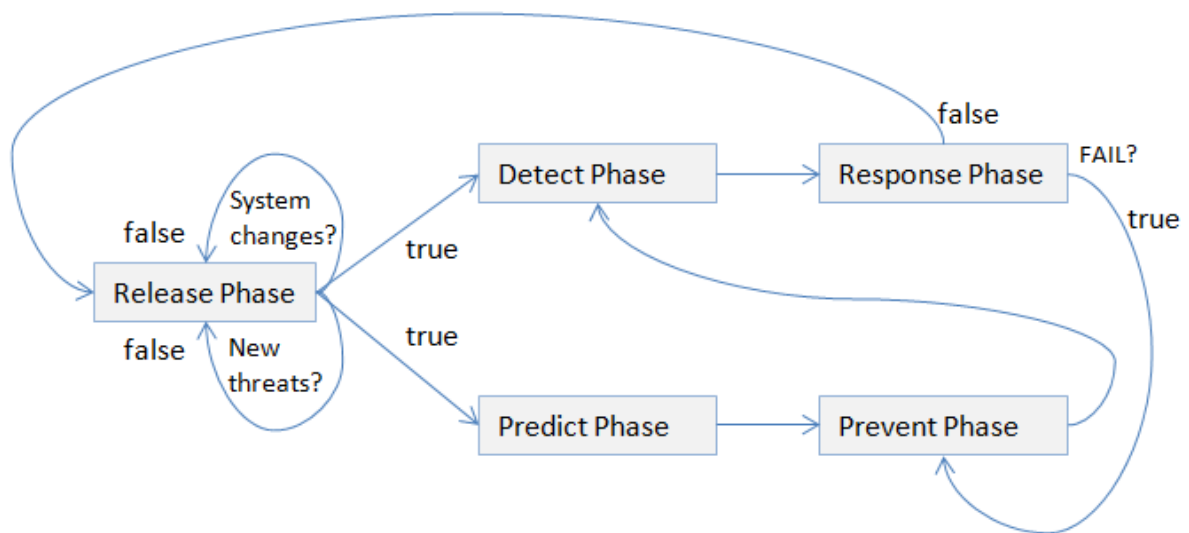 false
Detect Phase
Response Phase
FAIL?
true
System
changes?
false
true
Release Phase
true
false
New
threats?
Predict Phase
Prevent Phase